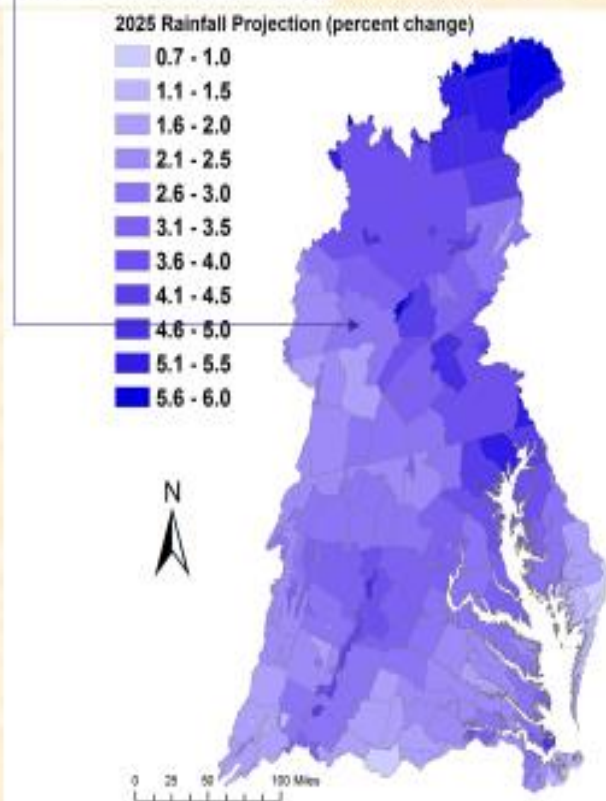 2025 Rainfall Projection (percent change)
0.7 - 1.0
1.1 - 1.5
1.6 - 2.0
2.1 - 2.5
2.6 - 3.0
3.1 - 3.5
3.6 - 4.0
4.1 - 4.5
4.6 - 5.0
5.1 - 5.5
5.6 - 6.0
N
0 25 50 100 Miles